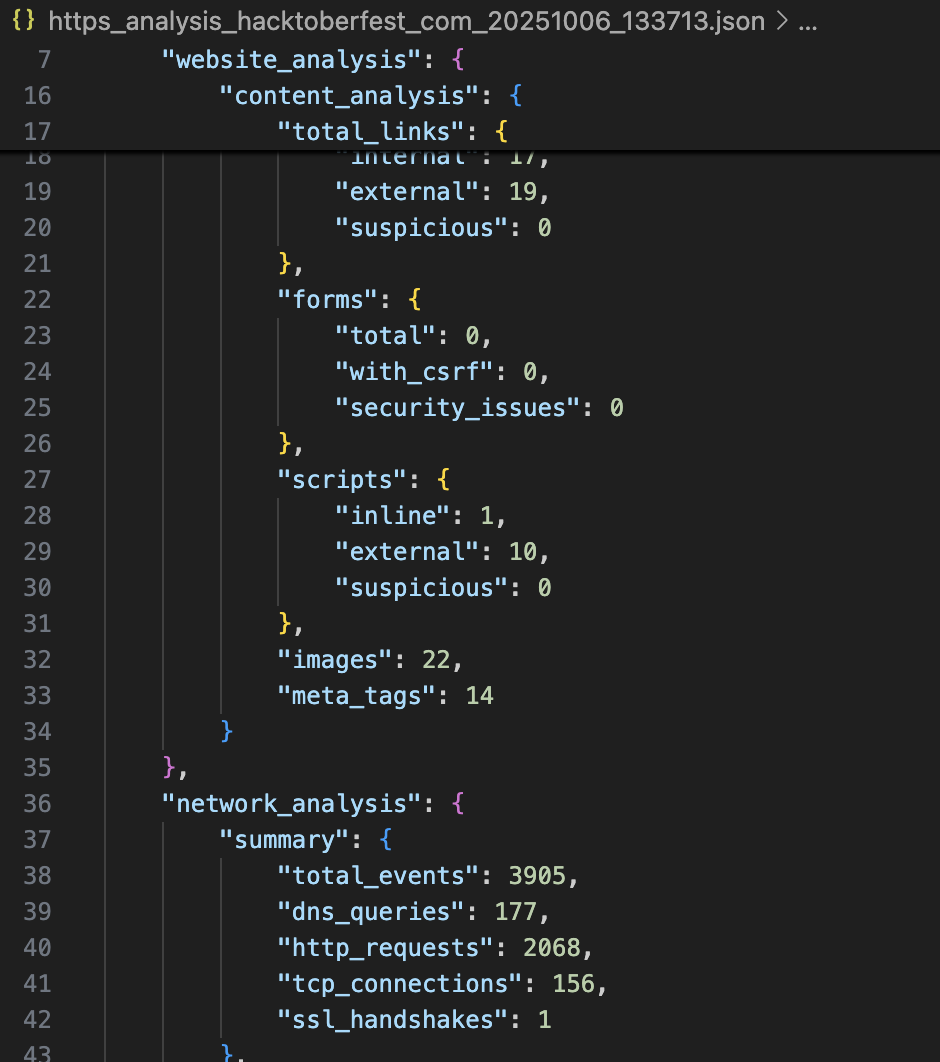 {} https_analysis_hacktoberfest_com_20251006_133713.json > ...
7 "website_analysis": {
16 "content_analysis": {
17 "total_links": {
18 "internal": 17,
19 "external": 19,
20 "suspicious": 0
21 },
22 "forms": {
23 "total": 0,
24 "with_csrf": 0,
25 "security_issues": 0
26 },
27 "scripts": {
28 "inline": 1,
29 "external": 10,
30 "suspicious": 0
31 },
32 "images": 22,
33 "meta_tags": 14
34 }
35 },
36 "network_analysis": {
37 "summary": {
38 "total_events": 3905,
39 "dns_queries": 177,
40 "http_requests": 2068,
41 "tcp_connections": 156,
42 "ssl_handshakes": 1
43 },